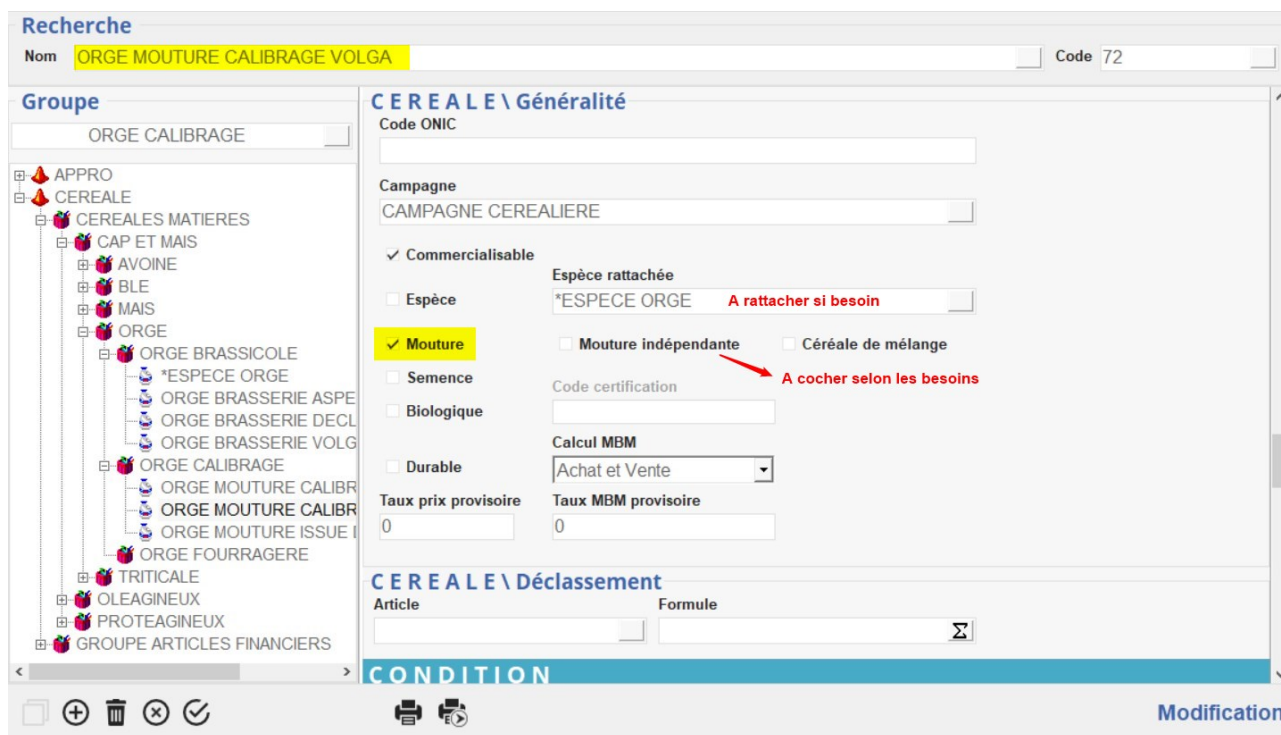 Recherche
Nom ORGE MOUTURE CALIBRAGE VOLGA Code 72
Groupe
ORGE CALIBRAGE
APPRO
CEREALE
CEREALES MATIERES
CAP ET MAIS
AVOINE
BLE
MAIS
ORGE
ORGE BRASSICOLE
*ESPECE ORGE
ORGE BRASSERIE ASPE
ORGE BRASSERIE DECL
ORGE BRASSERIE VOLG
ORGE CALIBRAGE
ORGE MOUTURE CALIBR
ORGE MOUTURE CALIBR
ORGE MOUTURE ISSUE D
ORGE FOURRAGERE
TRITICALE
OLEAGINEUX
PROTEAGINEUX
GROUPE ARTICLES FINANCIERS
CEREALE\Généralité
Code ONIC
Campagne
CAMPAGNE CEREALIERE
Commercialisable
Espèce rattachée
Espèce *ESPECE ORGE A rattacher si besoin
Mouture Mouture indépendante Céréale de mélange
A cocher selon les besoins
Semence Code certification
Biologique
Calcul MBM
Durable Achat et Vente
Taux prix provisoire Taux MBM provisoire
0 0
CEREALE\Déclassement
Article Formule
Σ
CONDITION
Modification